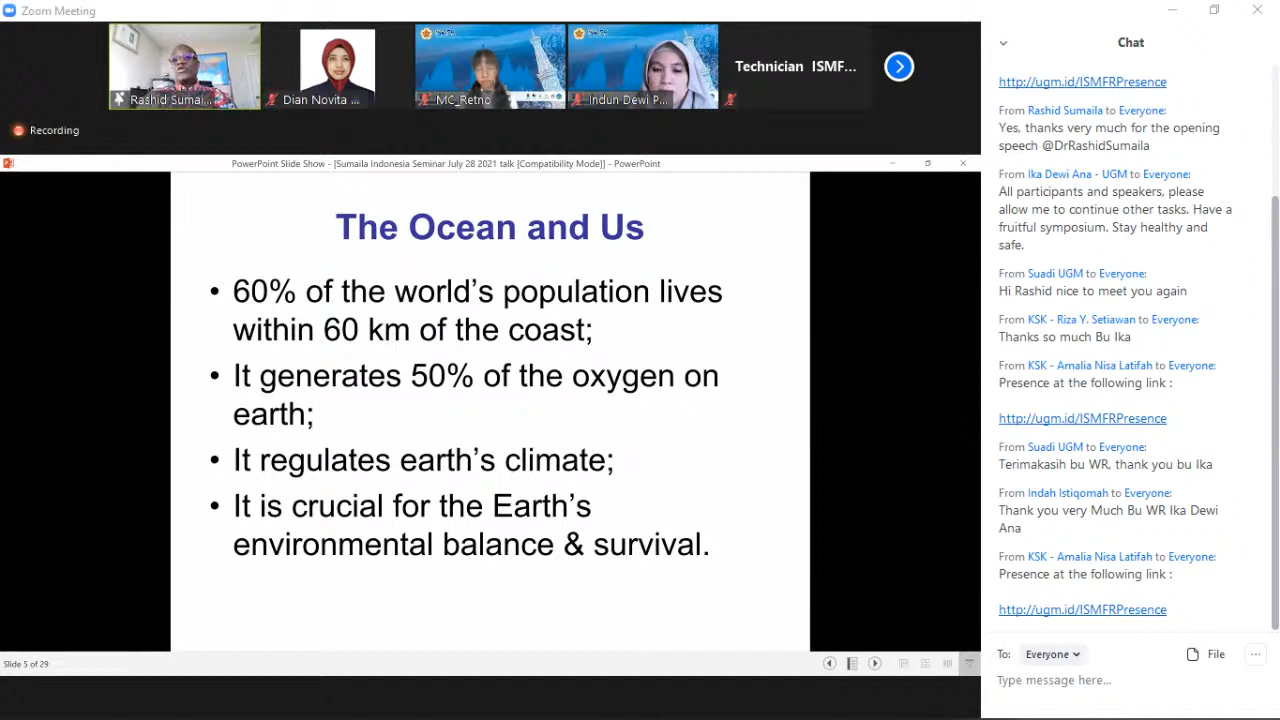 Zoom Meeting
Rashid Sumai...
Dian Novita ...
MC_Retno
Indun Dewi P...
Technician ISMF...
Recording
PowerPoint Slide Show - [Sumaila Indonesia Seminar July 28 2021 talk [Compatibility Mode]] - PowerPoint
The Ocean and Us
• 60% of the world's population lives
within 60 km of the coast;
• It generates 50% of the oxygen on
earth;
• It regulates earth's climate;
• It is crucial for the Earth's
environmental balance & survival.
Slide 5 of 29
Chat
http://ugm.id/ISMFRPresence
From Rashid Sumaila to Everyone:
Yes, thanks very much for the opening
speech @DrRashidSumaila
From Ika Dewi Ana - UGM to Everyone:
All participants and speakers, please
allow me to continue other tasks. Have a
fruitful symposium. Stay healthy and
safe.
From Suadi UGM to Everyone:
Hi Rashid nice to meet you again
From KSK - Riza Y. Setiawan to Everyone:
Thanks so much Bu Ika
From KSK - Amalia Nisa Latifah to Everyone:
Presence at the following link :
http://ugm.id/ISMFRPresence
From Suadi UGM to Everyone:
Terimakasih bu WR, thank you bu Ika
From Indah Istiqomah to Everyone:
Thank you very Much Bu WR Ika Dewi
Ana
From KSK - Amalia Nisa Latifah to Everyone:
Presence at the following link :
http://ugm.id/ISMFRPresence
To: Everyone
File
Type message here...